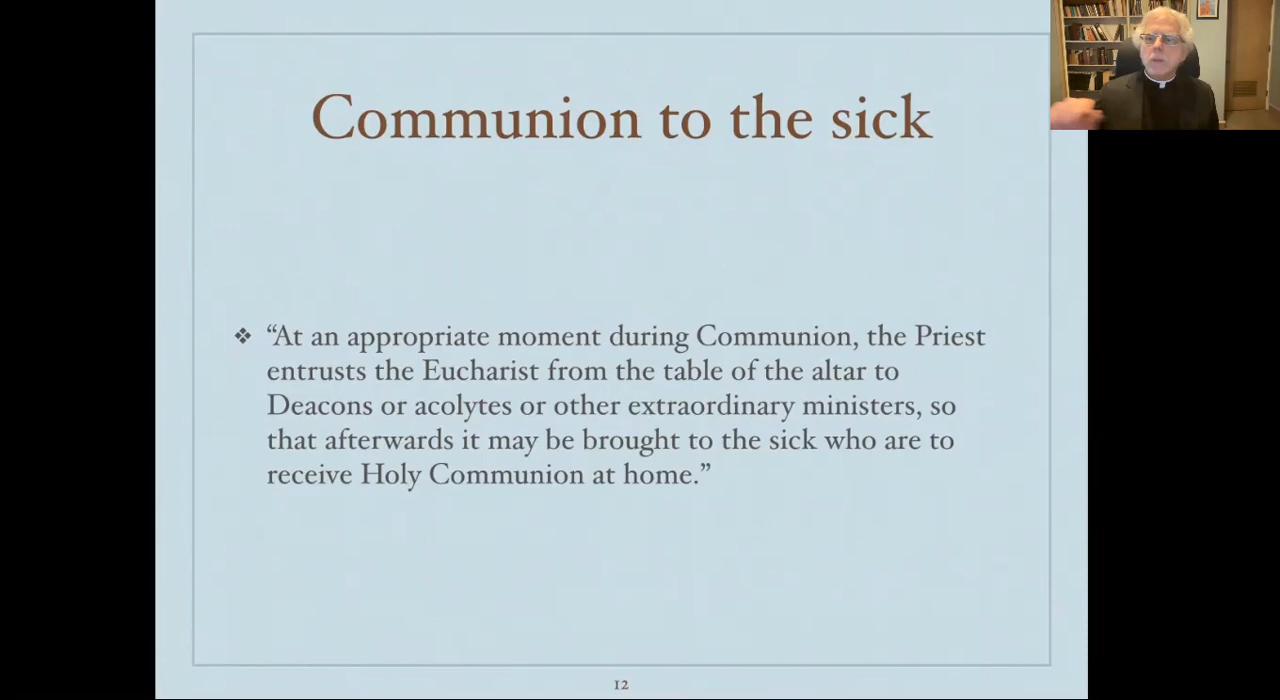 Communion to the sick
❖ “At an appropriate moment during Communion, the Priest
entrusts the Eucharist from the table of the altar to
Deacons or acolytes or other extraordinary ministers, so
that afterwards it may be brought to the sick who are to
receive Holy Communion at home.”
12